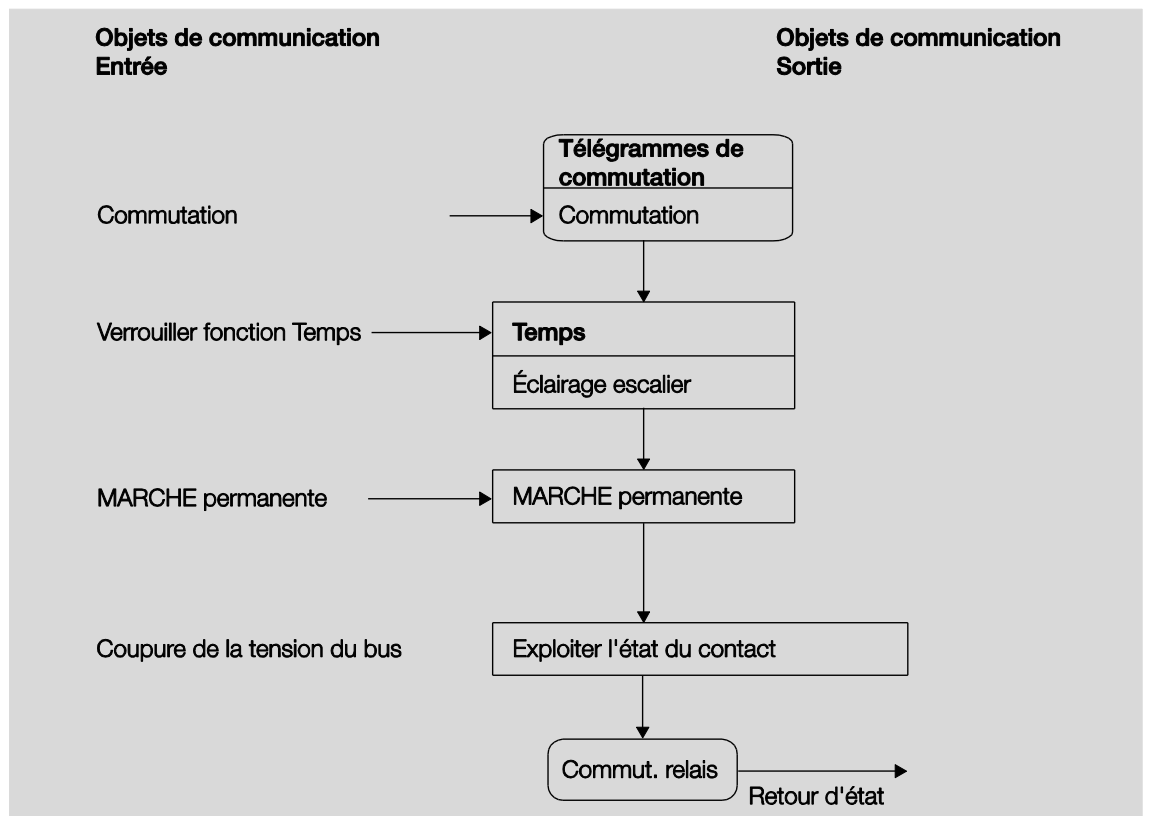 Objets de communication
Entrée
Objets de communication
Sortie
Télégrammes de
commutation
Commutation
Commutation
Verrouiller fonction Temps
Temps
Éclairage escalier
MARCHE permanente
MARCHE permanente
Coupure de la tension du bus
Exploiter l'état du contact
Commut. relais
Retour d'état